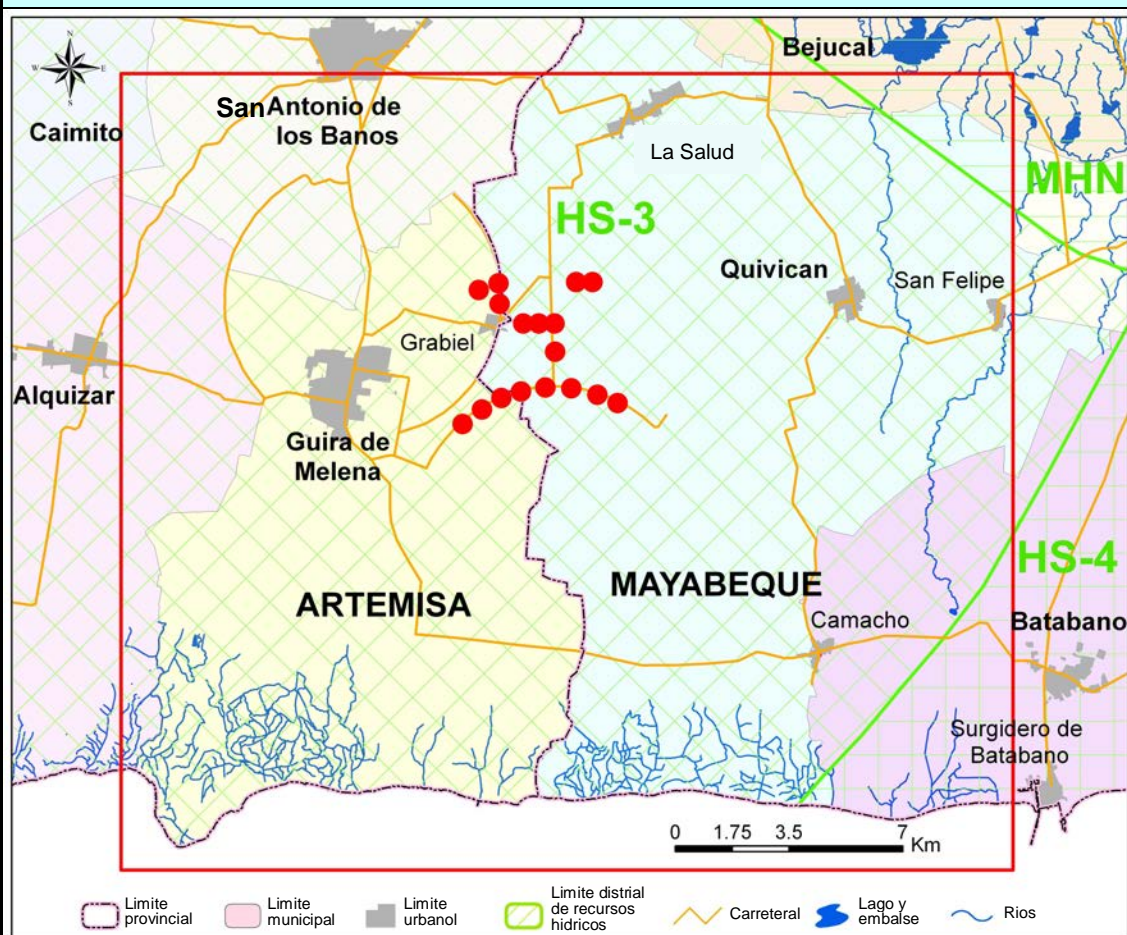 N
W
E
S
Bejucal
San Antonio de
los Banos
Caimito
La Salud
MHN
HS-3
Quivican
San Felipe
Grabiel
Alquizar
Guira de
Melena
HS-4
ARTEMISA
MAYABEQUE
Camacho
Batabano
Surgidero de
Batabano
0 1.75 3.5 7
Km
Limite
provincial
Limite
municipal
Limite
urbanol
Limite distrial
de recursos
hidricos
Carreteral
Lago y
embalse
Rios